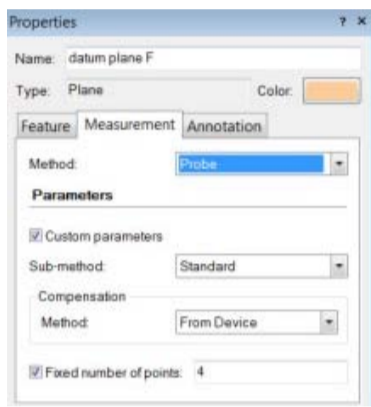 Properties ? ×
Name: datum plane F
Type: Plane Color:
Feature Measurement Annotation
Method: Probe
Parameters
Custom parameters
Sub-method: Standard
Compensation
Method: From Device
Fixed number of points: 4